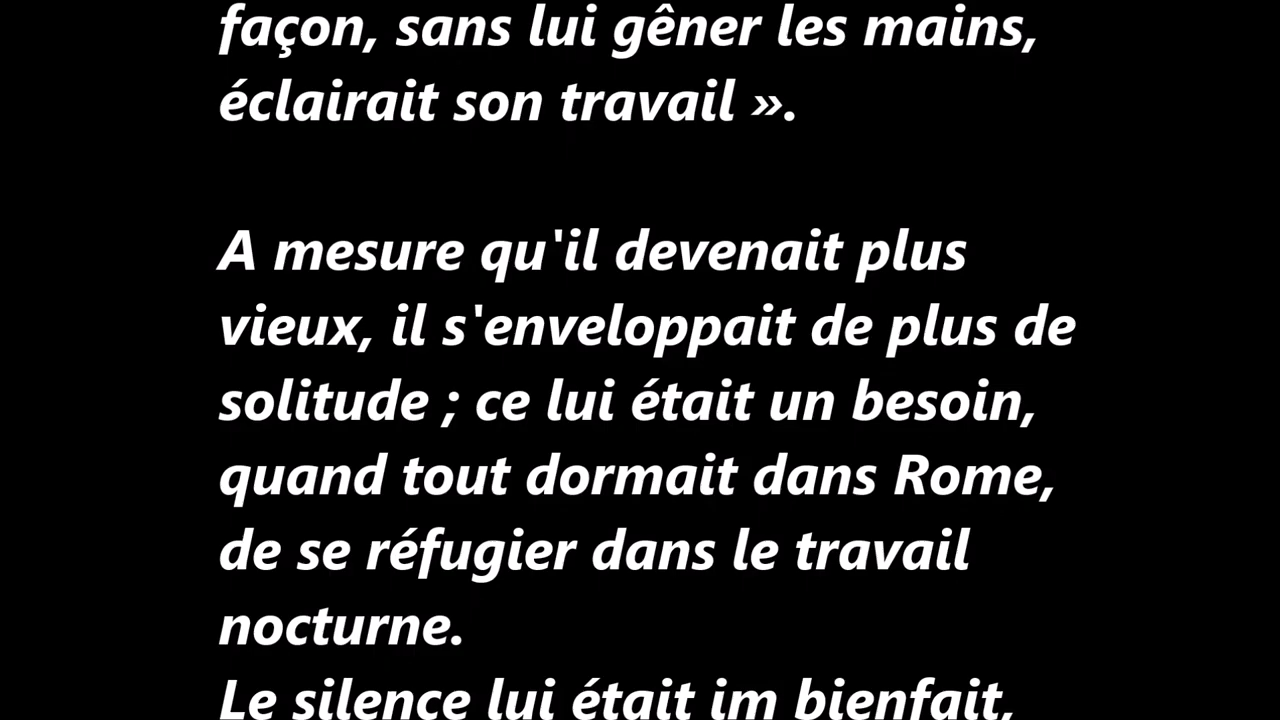 façon, sans lui gêner les mains,
éclairait son travail ».
A mesure qu'il devenait plus
vieux, il s'enveloppait de plus de
solitude ; ce lui était un besoin,
quand tout dormait dans Rome,
de se réfugier dans le travail
nocturne.
Le silence lui était im bienfait,